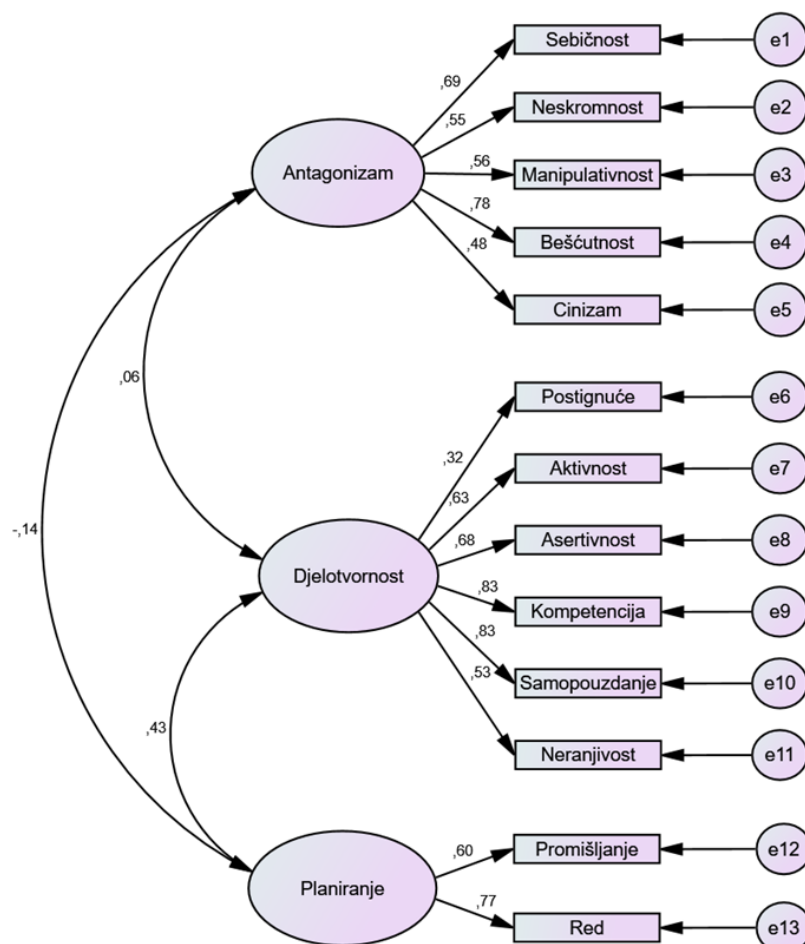 Sebičnost
e1
,69
Neskromnost
e2
,55
Antagonizam
Manipulativnost
e3
,56
,78
Bešćutnost
e4
,48
Cinizam
e5
,06
Postignuće
e6
,32
Aktivnost
e7
,63
-,14
Asertivnost
e8
,68
Djelotvornost
Kompetencija
e9
,83
,83
Samopouzdanje
e10
,53
,43
Neranjivost
e11
Promišljanje
e12
,60
Planiranje
,77
Red
e13